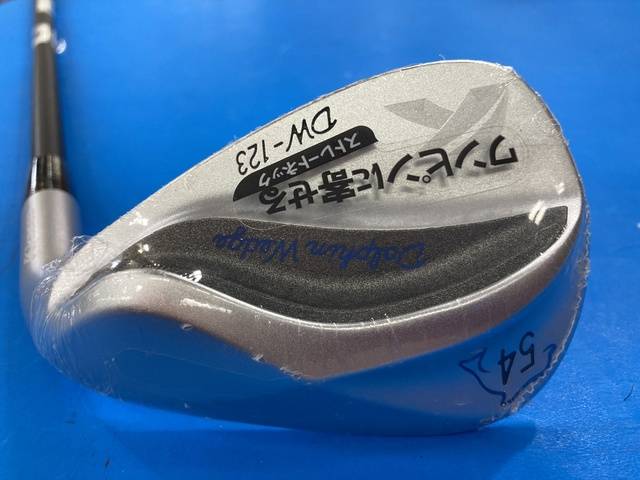 ワンピンに寄せる
ストレートネック
DW-123
Dolphin Wedge
54